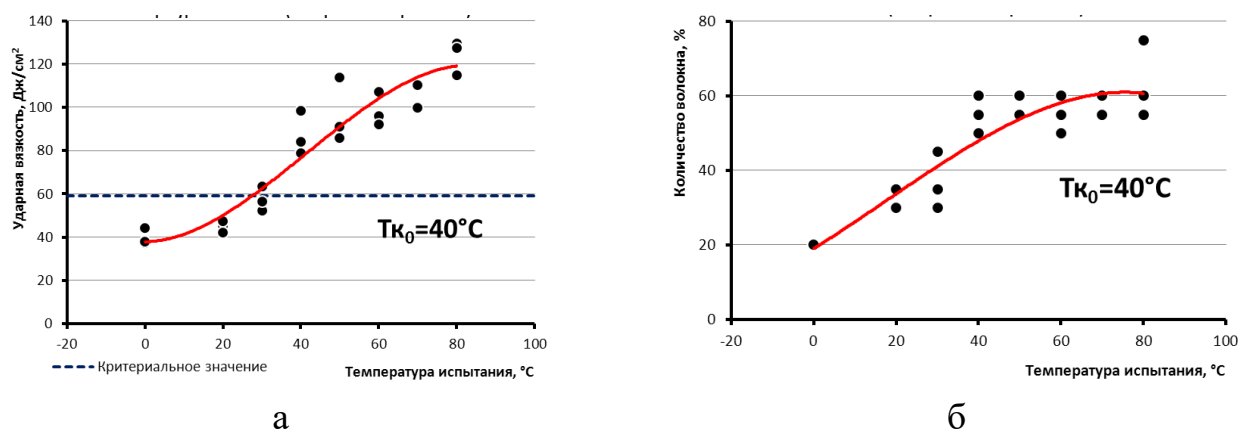 140
120
100
80
60
40
20
0
-20 0 20 40 60 80 100
Ударная вязкость, Дж/см²
Тк₀=40°C
Критериальное значение
Температура испытания, °C
а
80
60
40
20
0
-20 0 20 40 60 80 100
Количество волокна, %
Тк₀=40°C
Температура испытания, °C
б